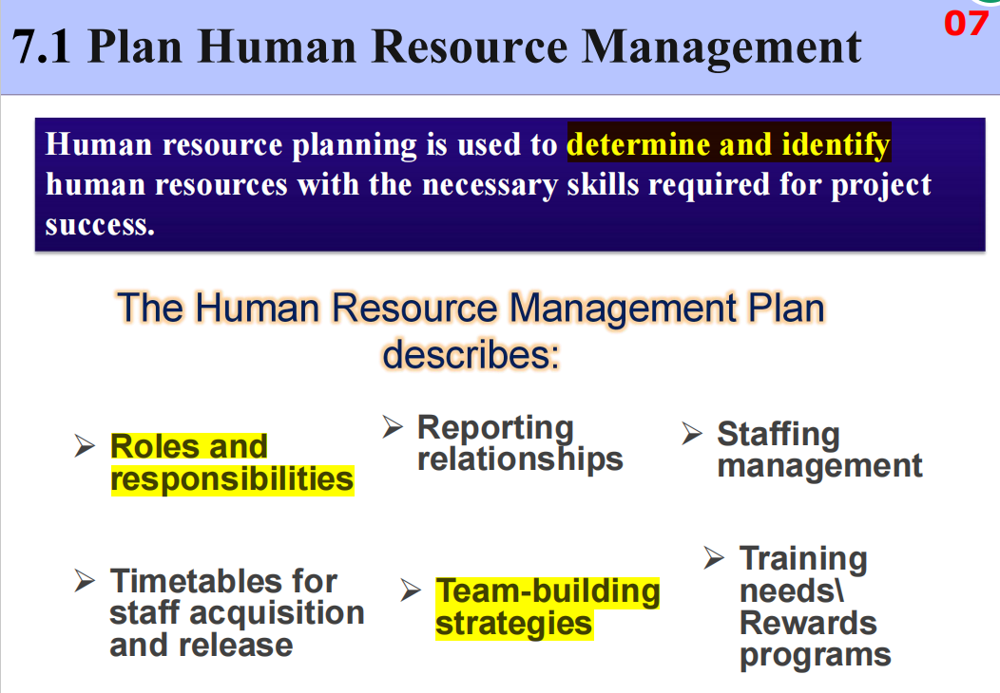 7.1 Plan Human Resource Management
07
Human resource planning is used to determine and identify
human resources with the necessary skills required for project
success.
The Human Resource Management Plan
describes:
➢ Roles and
responsibilities
➢ Reporting
relationships
➢ Staffing
management
➢ Timetables for
staff acquisition
and release
➢ Team-building
strategies
➢ Training
needs\
Rewards
programs